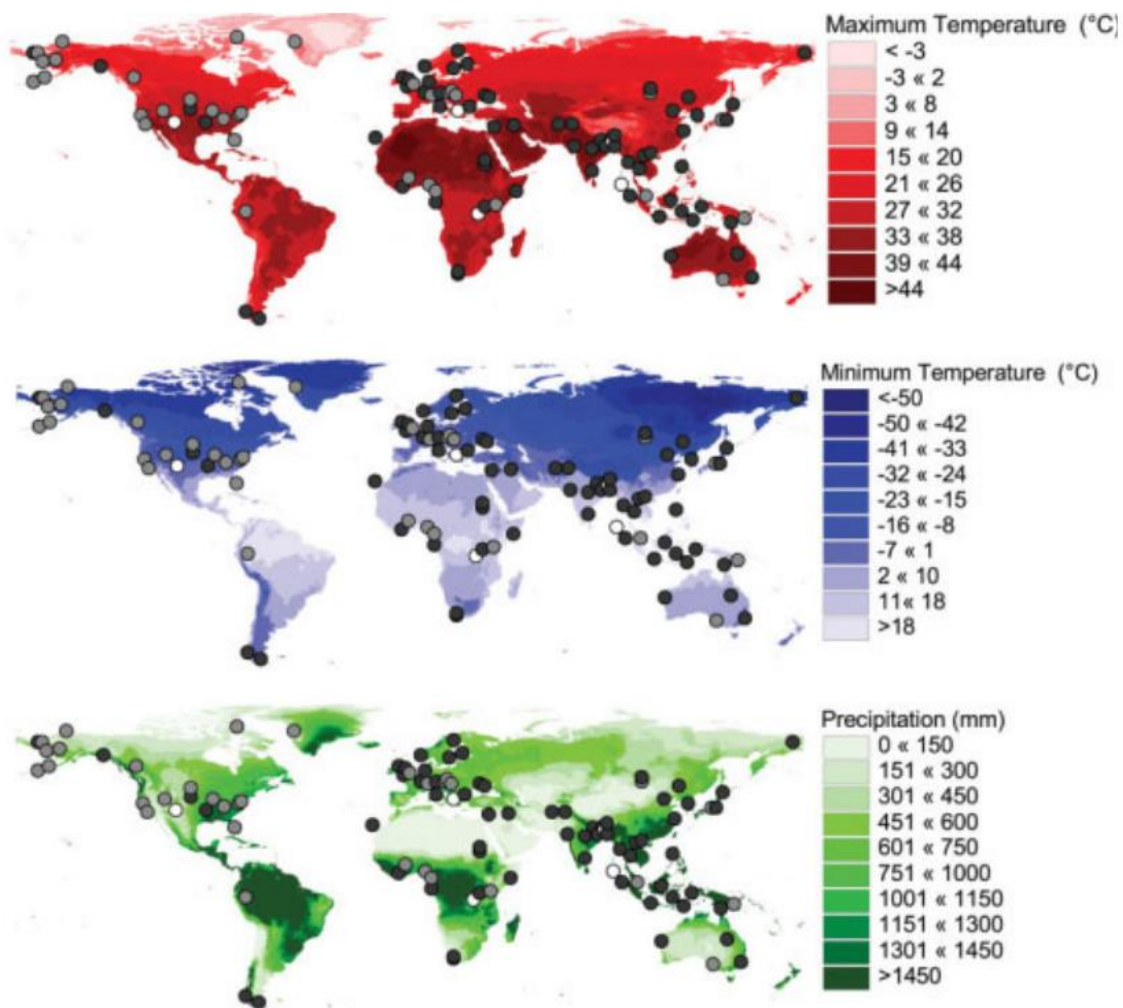 Maximum Temperature (°C)
< -3
-3 « 2
3 « 8
9 « 14
15 « 20
21 « 26
27 « 32
33 « 38
39 « 44
>44
Minimum Temperature (°C)
<-50
-50 « -42
-41 « -33
-32 « -24
-23 « -15
-16 « -8
-7 « 1
2 « 10
11« 18
>18
Precipitation (mm)
0 « 150
151 « 300
301 « 450
451 « 600
601 « 750
751 « 1000
1001 « 1150
1151 « 1300
1301 « 1450
>1450